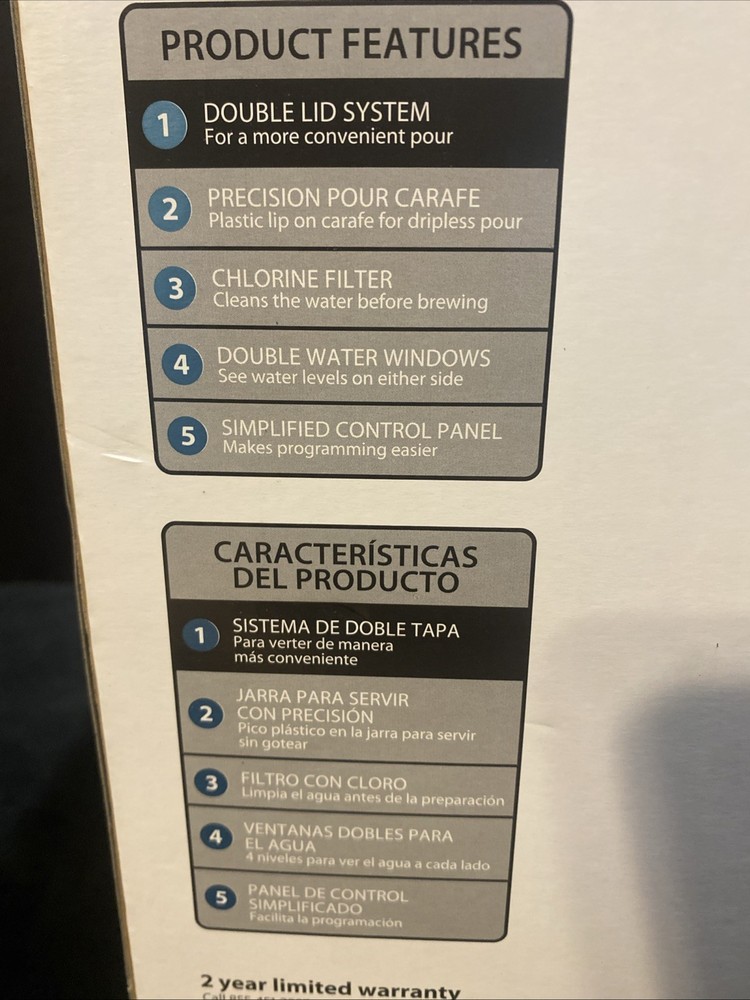 PRODUCT FEATURES
1
DOUBLE LID SYSTEM
For a more convenient pour
2
PRECISION POUR CARAFE
Plastic lip on carafe for dripless pour
3
CHLORINE FILTER
Cleans the water before brewing
4
DOUBLE WATER WINDOWS
See water levels on either side
5
SIMPLIFIED CONTROL PANEL
Makes programming easier
CARACTERÍSTICAS
DEL PRODUCTO
1
SISTEMA DE DOBLE TAPA
Para verter de manera
más conveniente
2
JARRA PARA SERVIR
CON PRECISIÓN
Pico plástico en la jarra para servir
sin gotear
3
FILTRO CON CLORO
Limpia el agua antes de la preparación
4
VENTANAS DOBLES PARA
EL AGUA
4 niveles para ver el agua a cada lado
5
PANEL DE CONTROL
SIMPLIFICADO
Facilita la programación
2 year limited warranty
Call